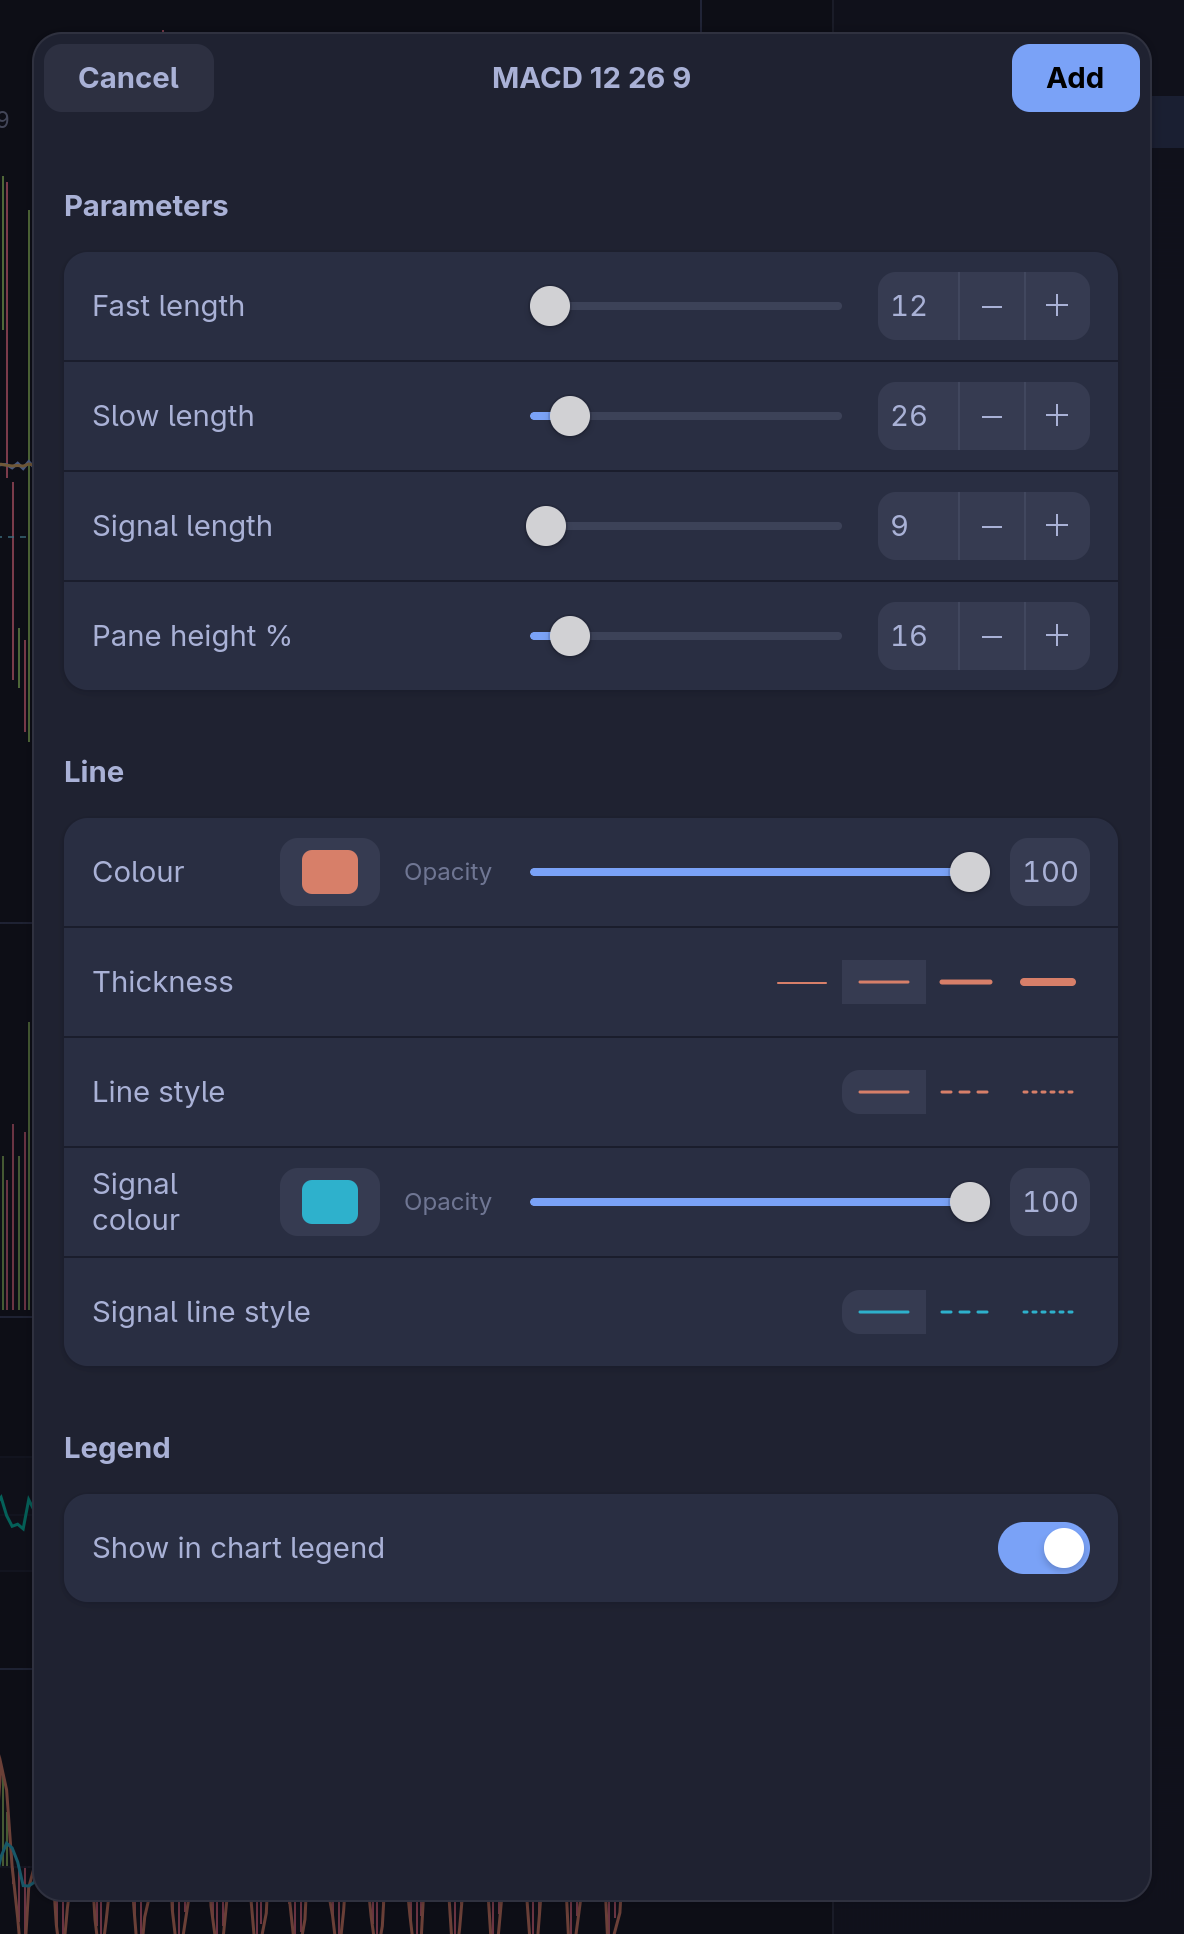 Cancel
MACD 12 26 9
Add
9
Parameters
Fast length
12
Slow length
26
Signal length
9
Pane height %
16
Line
Colour
Opacity
100
Thickness
Line style
Signal
colour
Opacity
100
Signal line style
Legend
Show in chart legend